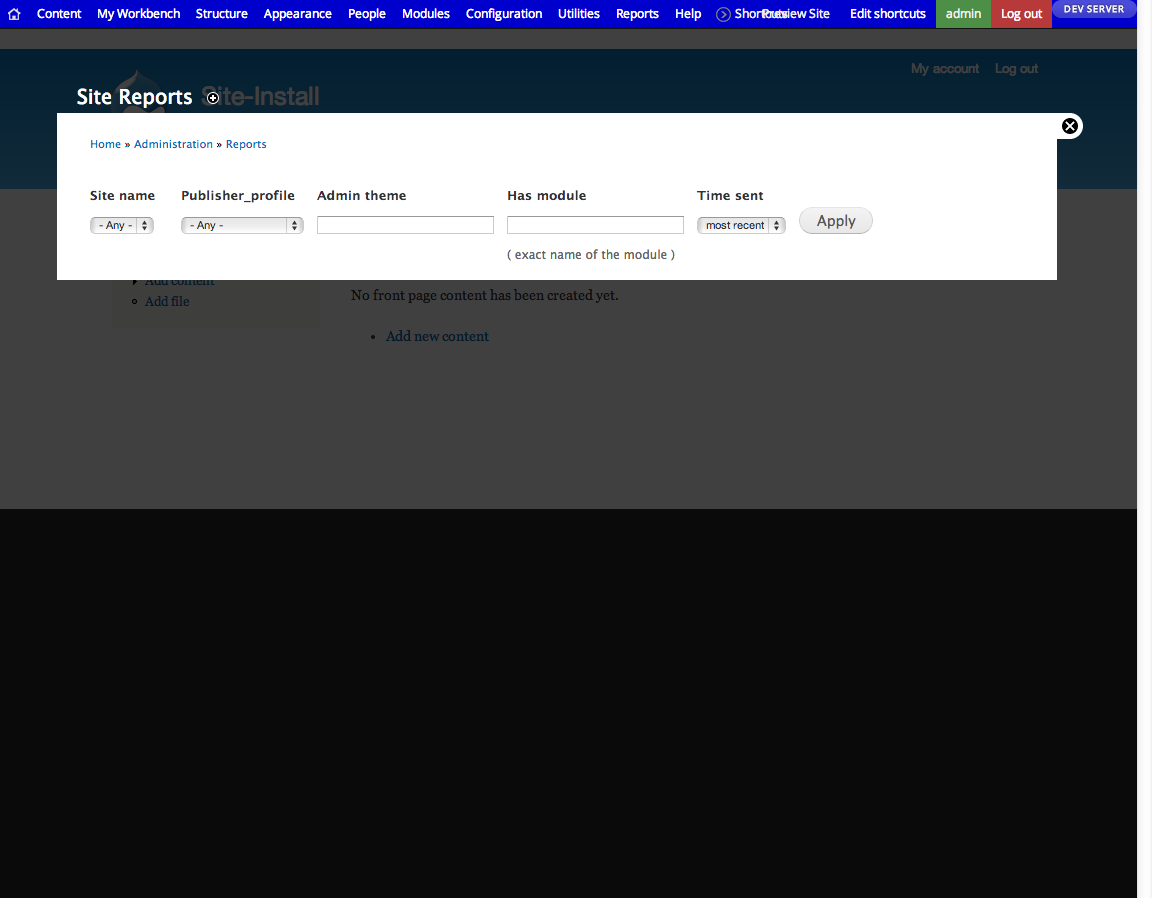 Content My Workbench Structure Appearance People Modules Configuration Utilities Reports Help Shortcuts Preview Site Edit shortcuts admin Log out DEV SERVER
My account Log out
Site Reports Site-Install
Home » Administration » Reports
Site name Publisher_profile Admin theme Has module Time sent
- Any - - Any - most recent Apply
( exact name of the module )
Add content
No front page content has been created yet.
Add file
Add new content